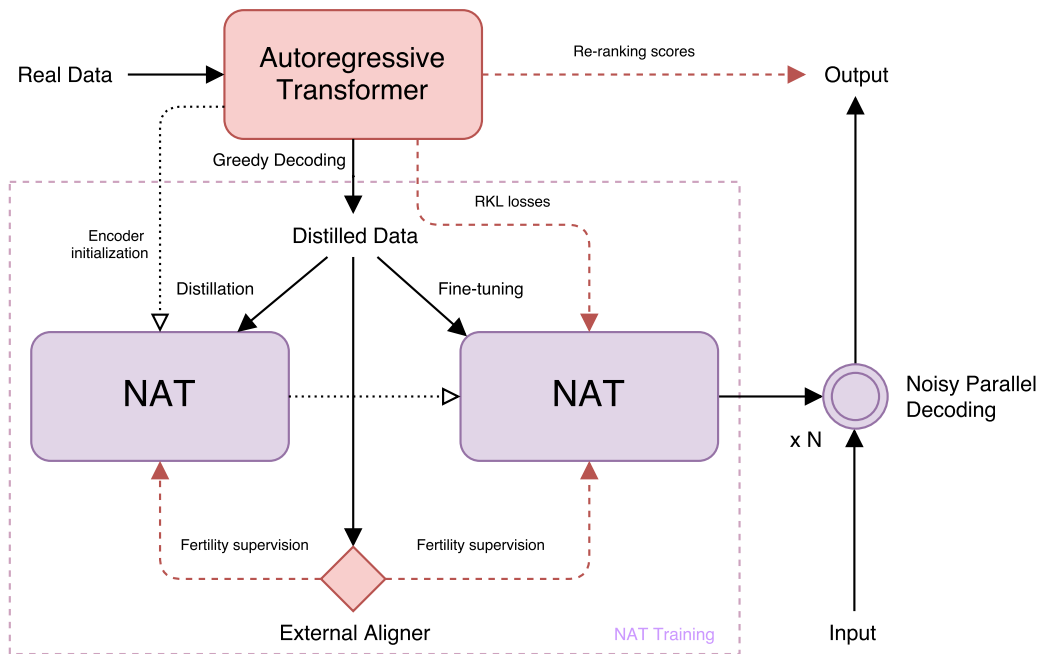 Real Data
Autoregressive
Transformer
Re-ranking scores
Output
Greedy Decoding
RKL losses
Encoder
initialization
Distilled Data
Distillation
Fine-tuning
NAT
NAT
Noisy Parallel
Decoding
x N
Fertility supervision
Fertility supervision
External Aligner
NAT Training
Input